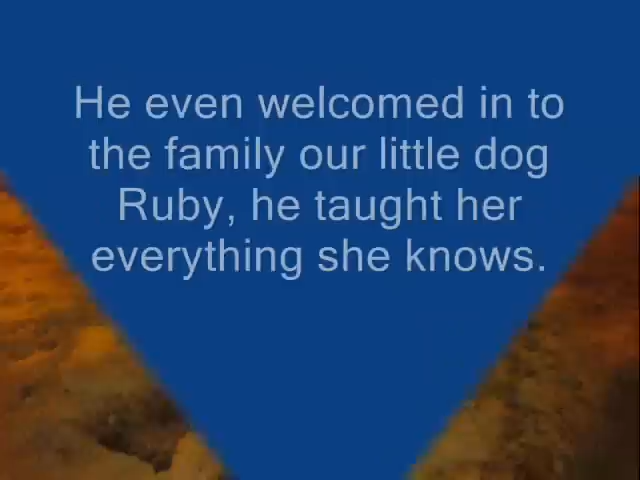 He even welcomed in to
the family our little dog
Ruby, he taught her
everything she knows.